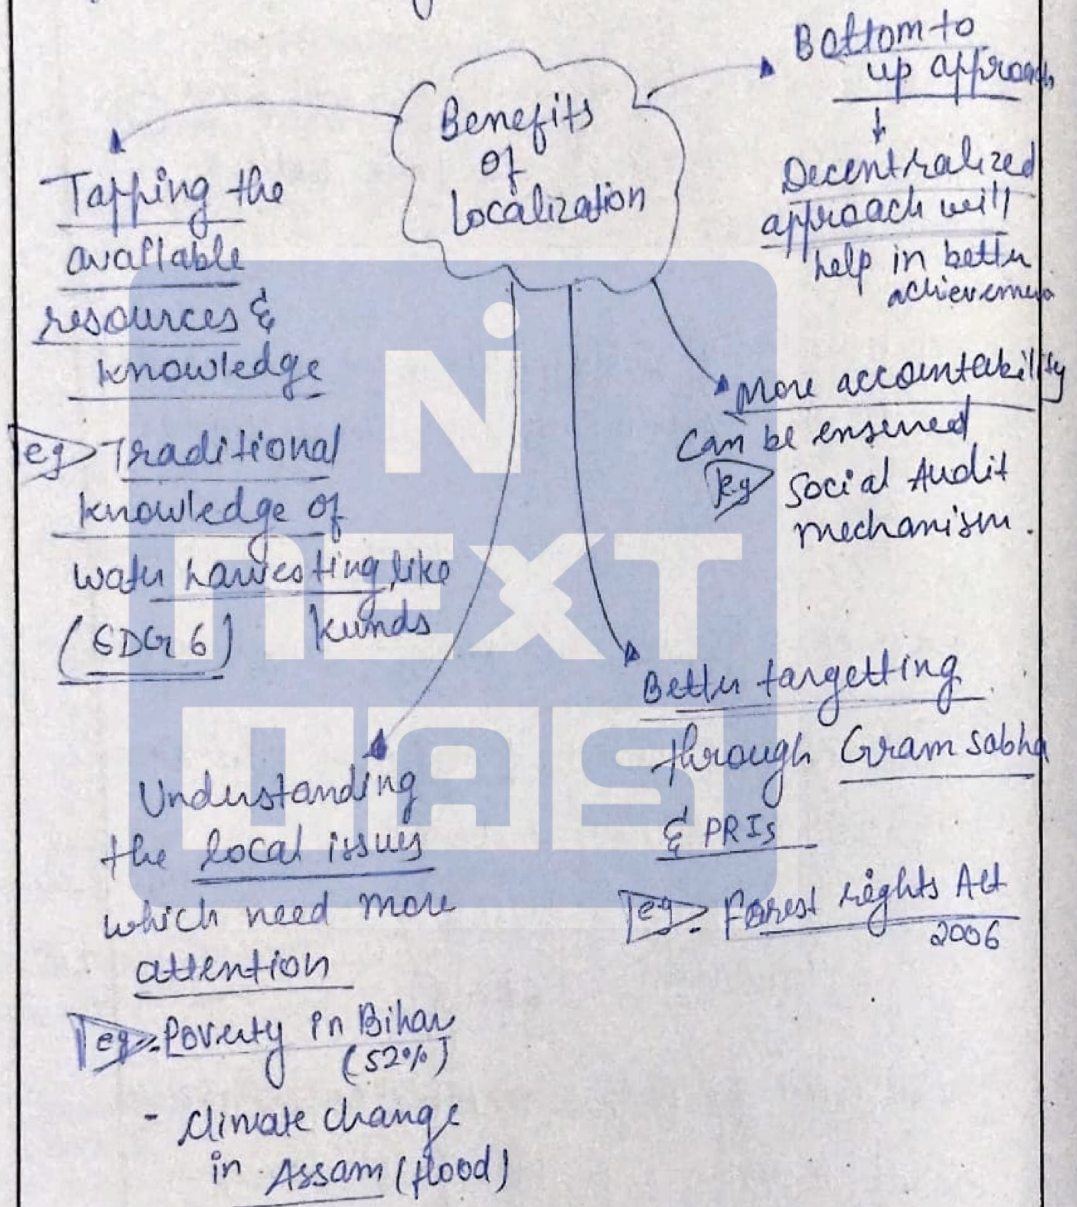 Benefits
of
Localization
Bottom to
up approach
Decentralized
approach will
help in better
achievemen
More accountability
can be ensured
eg Social Audit
mechanism.
Better targetting
through Gram sabha
& PRIs
eg. Forest rights Act
2006
Understanding
the local issues
which need more
attention
eg. Poverty in Bihar
(52%)
- climate change
in Assam (flood)
Tapping the
available
resources &
knowledge
eg Traditional
knowledge of
water harvesting like
(SDG 6) kunds
NEXT
IAS